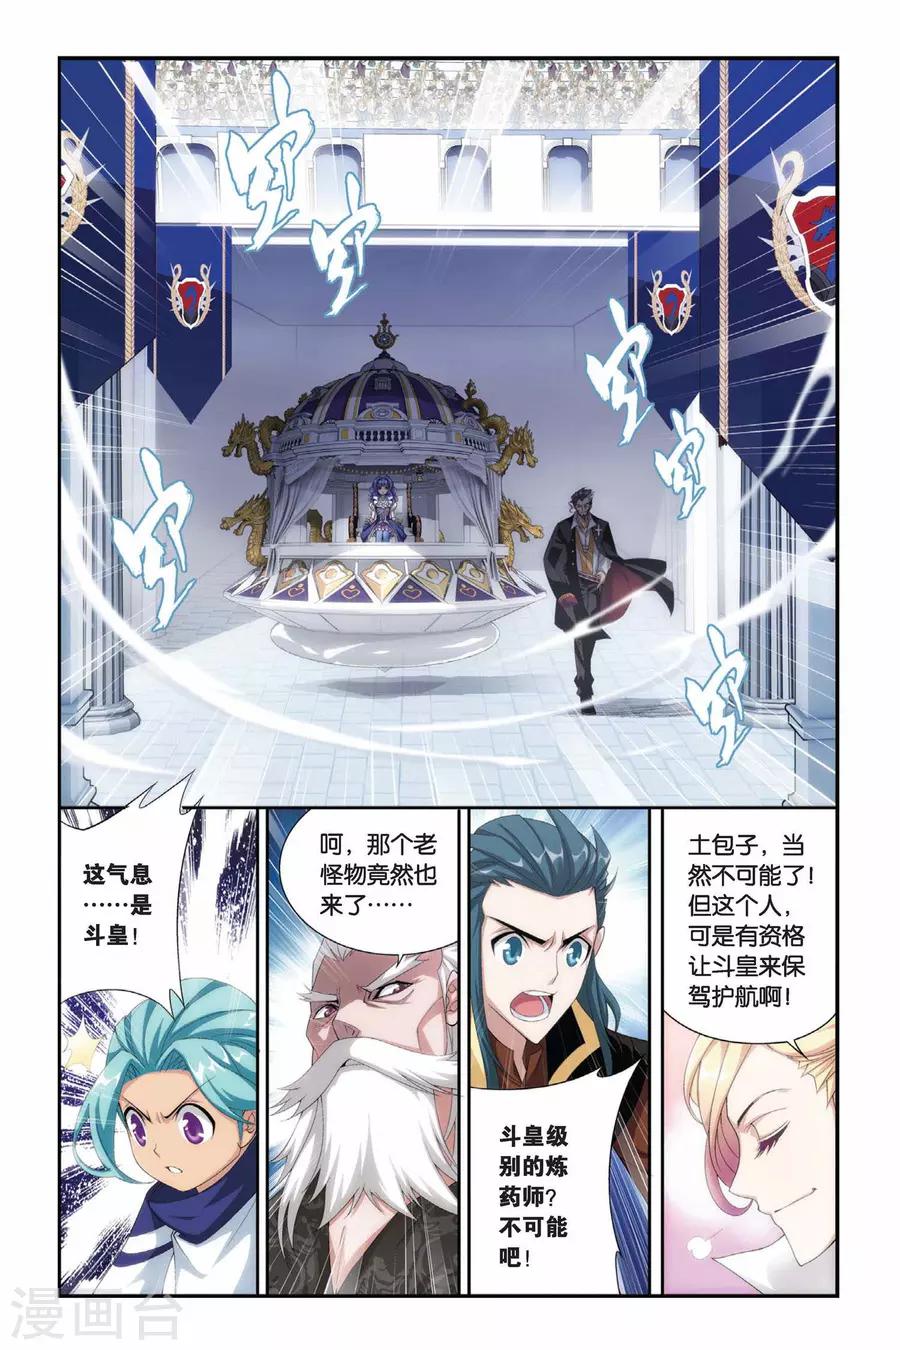 空
空
空
空
空
空
这气息
……是
斗皇！
呵，那个老
怪物竟然也
来了……
斗皇级
别的炼
药师？
不可能
吧！
土包子，当
然不可能了！
但这个人，
可是有资格
让斗皇来保
驾护航啊！
漫画台